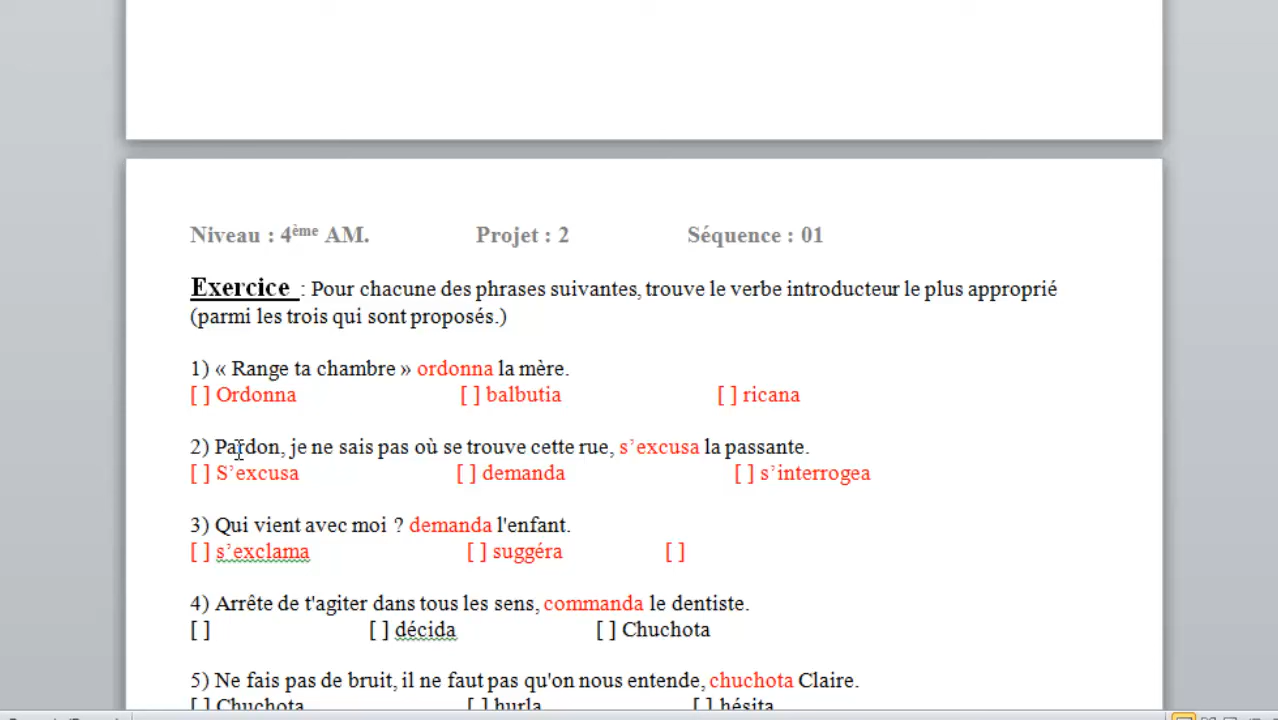 Niveau : 4ème AM. Projet : 2 Séquence : 01
Exercice : Pour chacune des phrases suivantes, trouve le verbe introducteur le plus approprié
(parmi les trois qui sont proposés.)
1) « Range ta chambre » ordonna la mère.
[ ] Ordonna [ ] balbutia [ ] ricana
2) Pardon, je ne sais pas où se trouve cette rue, s’excusa la passante.
[ ] S’excusa [ ] demanda [ ] s’interrogea
3) Qui vient avec moi ? demanda l'enfant.
[ ] s’exclama [ ] suggéra [ ]
4) Arrête de t'agiter dans tous les sens, commanda le dentiste.
[ ] [ ] décida [ ] Chuchota
5) Ne fais pas de bruit, il ne faut pas qu'on nous entende, chuchota Claire.
[ ] Chuchota [ ] hurla [ ] hésita